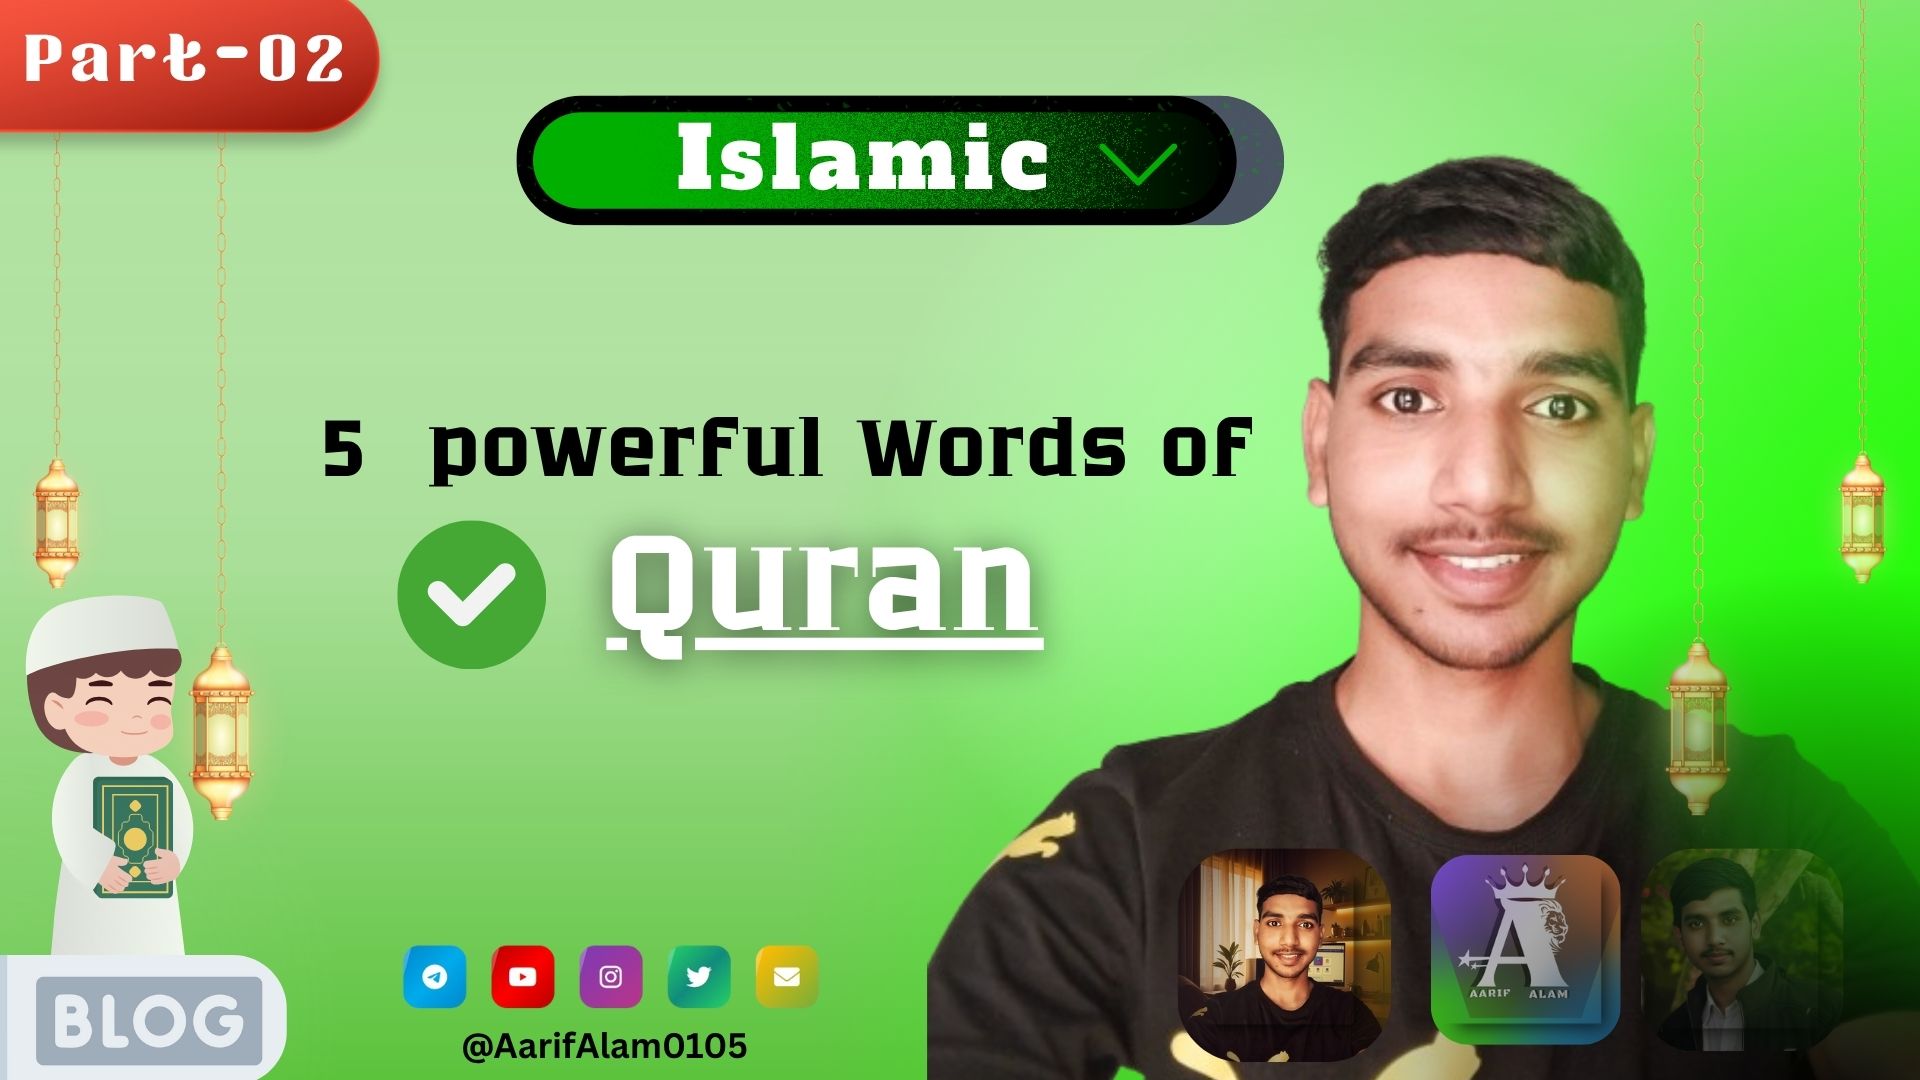 Part-02
Islamic
5 powerful Words of
Quran
BLOG
@AarifAlam0105
A
AARIF ALAM